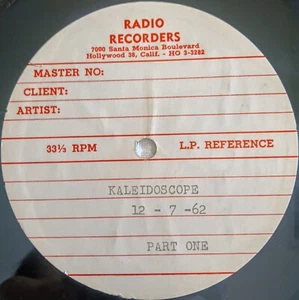 RADIO
RECORDERS
7000 Santa Monica Boulevard
Hollywood 38, Calif. - HO 3-3282
MASTER NO:
CLIENT:
ARTIST:
33⅓ RPM L.P. REFERENCE
KALEIDOSCOPE
12 - 7 -62
PART ONE